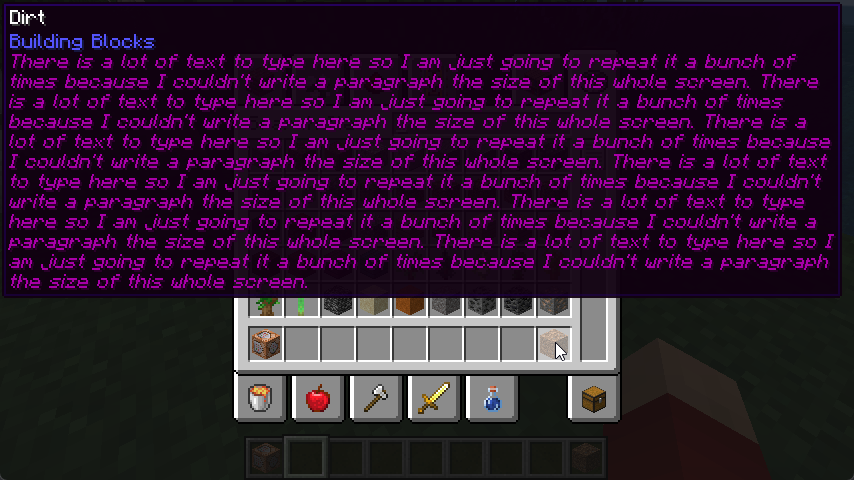 Dirt
Building Blocks
There is a lot of text to type here so I am just going to repeat it a bunch of
times because I couldn't write a paragraph the size of this whole screen. There
is a lot of text to type here so I am just going to repeat it a bunch of times
because I couldn't write a paragraph the size of this whole screen. There is a
lot of text to type here so I am just going to repeat it a bunch of times because
I couldn't write a paragraph the size of this whole screen. There is a lot of text
to type here so I am just going to repeat it a bunch of times because I couldn't
write a paragraph the size of this whole screen. There is a lot of text to type
here so I am just going to repeat it a bunch of times because I couldn't write a
paragraph the size of this whole screen. There is a lot of text to type here so I
am just going to repeat it a bunch of times because I couldn't write a paragraph
the size of this whole screen.